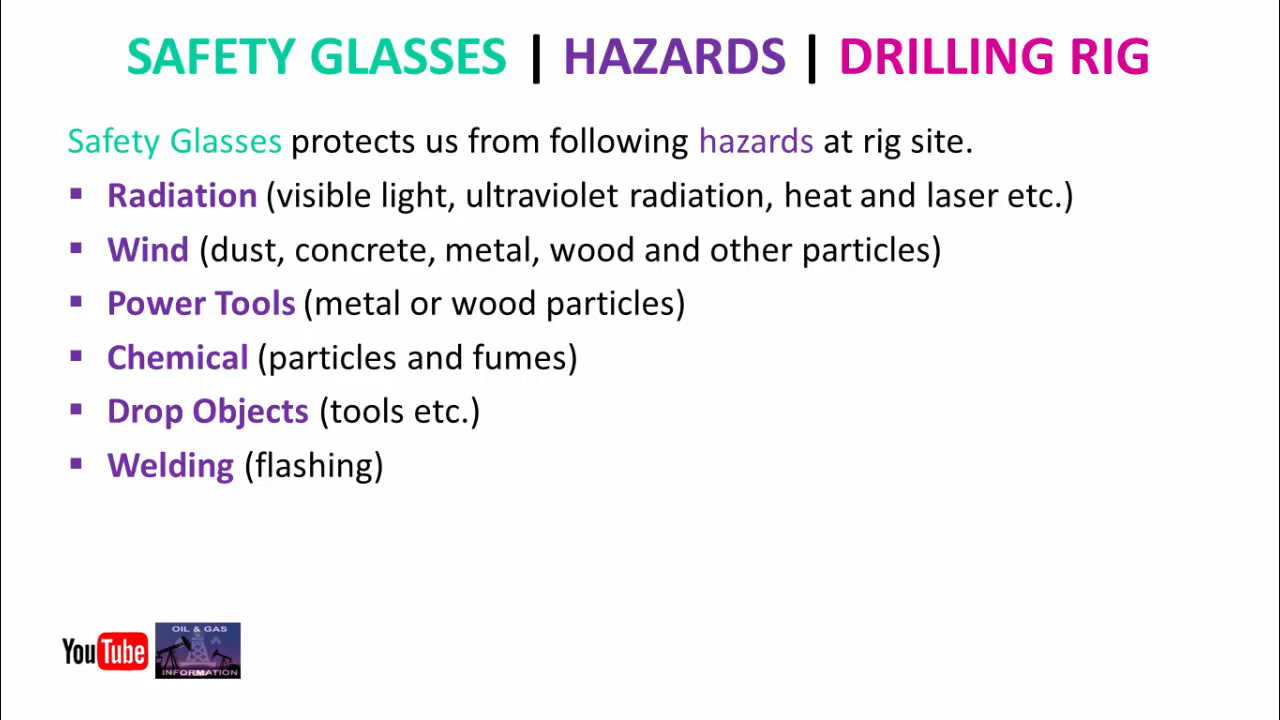 SAFETY GLASSES | HAZARDS | DRILLING RIG
Safety Glasses protects us from following hazards at rig site.
▪ Radiation (visible light, ultraviolet radiation, heat and laser etc.)
▪ Wind (dust, concrete, metal, wood and other particles)
▪ Power Tools (metal or wood particles)
▪ Chemical (particles and fumes)
▪ Drop Objects (tools etc.)
▪ Welding (flashing)
YouTube
OIL & GAS
INFORMATION